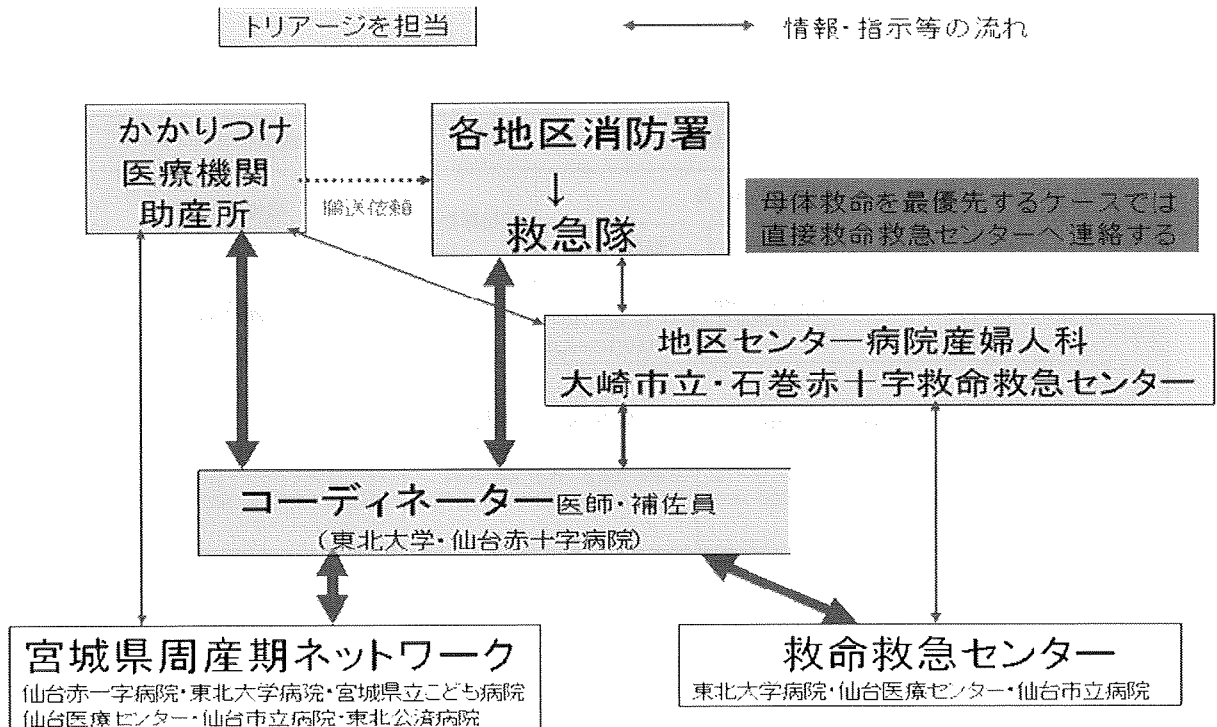 トリアージを担当
情報・指示等の流れ
かかりつけ
医療機関
助産所
輸送依頼
各地区消防署
↓
救急隊
母体救命を最優先するケースでは
直接救命救急センターへ連絡する
地区センター病院産婦人科
大崎市立・石巻赤十字救命救急センター
コーディネーター医師・補佐員
(東北大学・仙台赤十字病院)
宮城県周産期ネットワーク
仙台赤十字病院・東北大学病院・宮城県立こども病院
仙台医療センター・仙台市立病院・東北公済病院
救命救急センター
東北大学病院・仙台医療センター・仙台市立病院